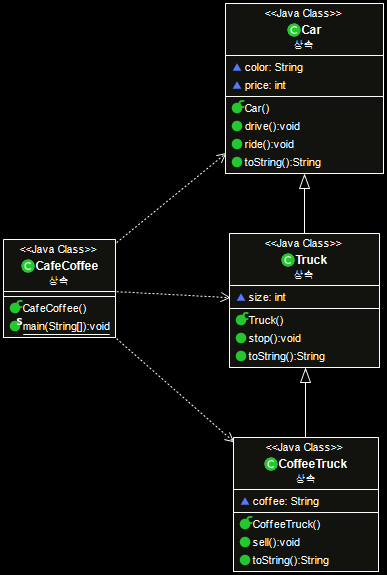 <<Java Class>>
Car
상속
color: String
price: int
Car()
drive():void
ride():void
toString():String
<<Java Class>>
CafeCoffee
상속
CafeCoffee()
main(String[]):void
<<Java Class>>
Truck
상속
size: int
Truck()
stop():void
toString():String
<<Java Class>>
CoffeeTruck
상속
coffee: String
CoffeeTruck()
sell():void
toString():String